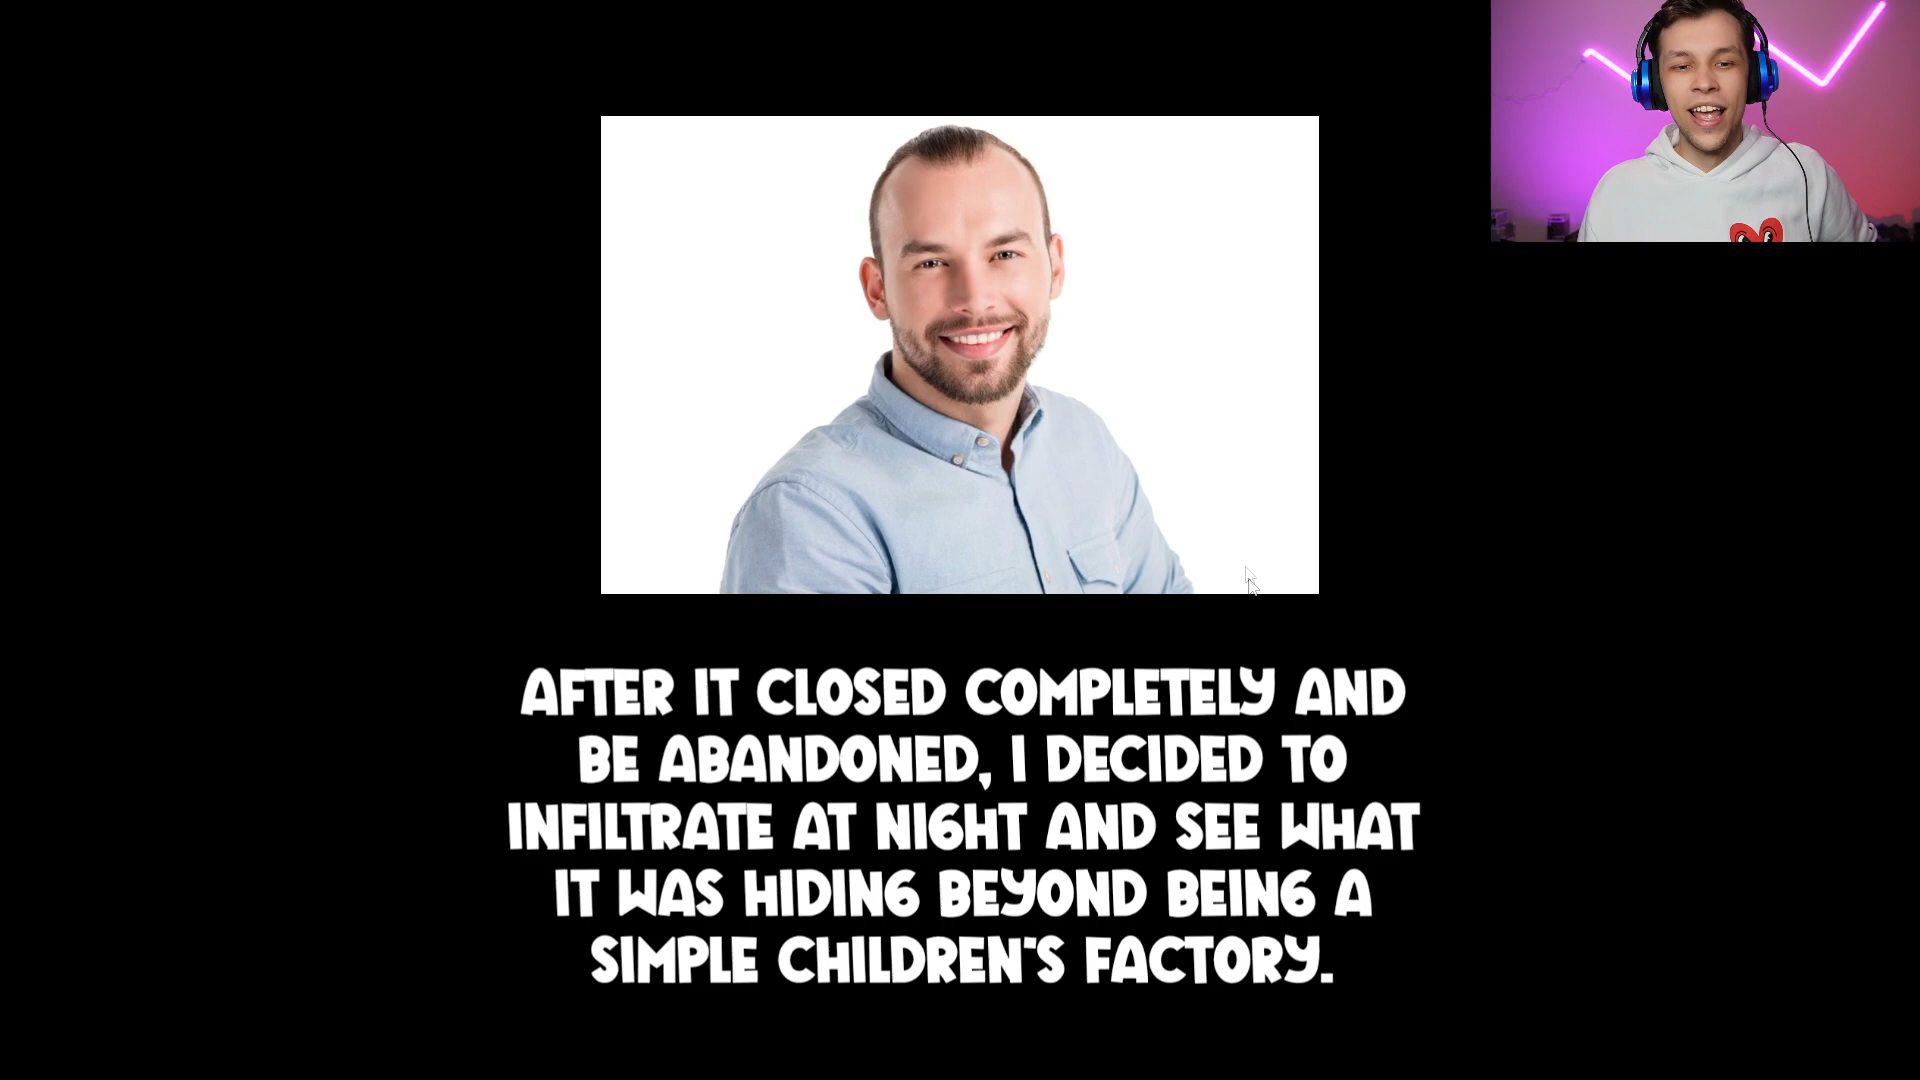 AFTER IT CLOSED COMPLETELY AND
BE ABANDONED, I DECIDED TO
INFILTRATE AT NIGHT AND SEE WHAT
IT WAS HIDING BEYOND BEING A
SIMPLE CHILDREN'S FACTORY.